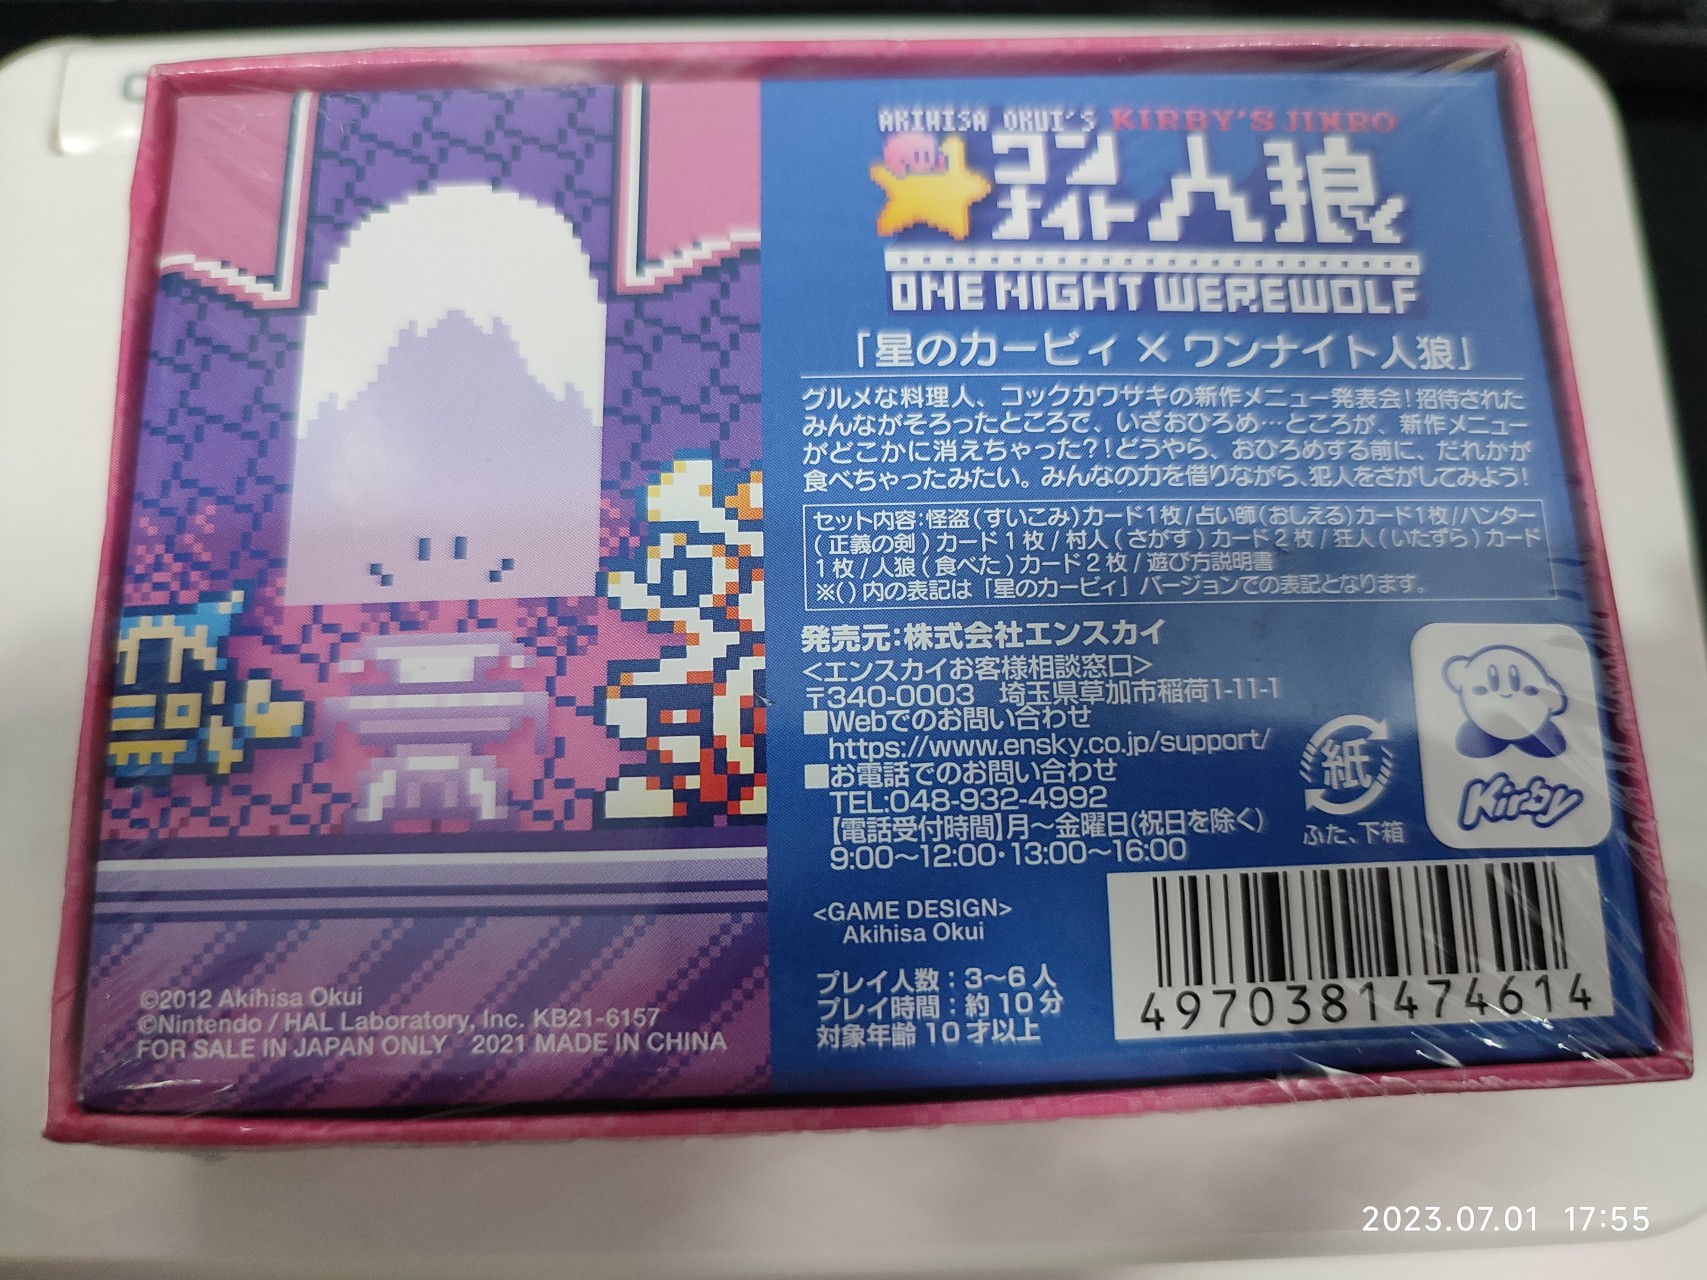 AKIHISA OKUI'S KIRBY'S JINRO
ワンナイト人狼
ONE NIGHT WEREWOLF
「星のカービィ × ワンナイト人狼」
グルメな料理人、コックカワサキの新作メニュー発表会!招待された
みんながそろったところで、いざおひろめ…ところが、新作メニュー
がどこかに消えちゃった?!どうやら、おひろめする前に、だれかが
食べちゃったみたい。みんなの力を借りながら、犯人をさがしてみよう!
セット内容:怪盗(すいこみ)カード1枚/占い師(おしえる)カード1枚/ハンター
(正義の剣)カード1枚/村人(さがす)カード2枚/狂人(いたずら)カード
1枚/人狼(食べた)カード2枚/遊び方説明書
※()内の表記は「星のカービィ」バージョンでの表記となります。
発売元:株式会社エンスカイ
<エンスカイお客様相談窓口>
〒340-0003 埼玉県草加市稲荷1-11-1
■Webでのお問い合わせ
https://www.ensky.co.jp/support/
■お電話でのお問い合わせ
TEL:048-932-4992
【電話受付時間】月〜金曜日(祝日を除く)
9:00〜12:00・13:00〜16:00
紙
ふた、下箱
Kirby
<GAME DESIGN>
Akihisa Okui
プレイ人数:3〜6人
プレイ時間:約10分
対象年齢10才以上
4970381474614
©2012 Akihisa Okui
©Nintendo / HAL Laboratory, Inc. KB21-6157
FOR SALE IN JAPAN ONLY 2021 MADE IN CHINA
2023.07.01 17:55